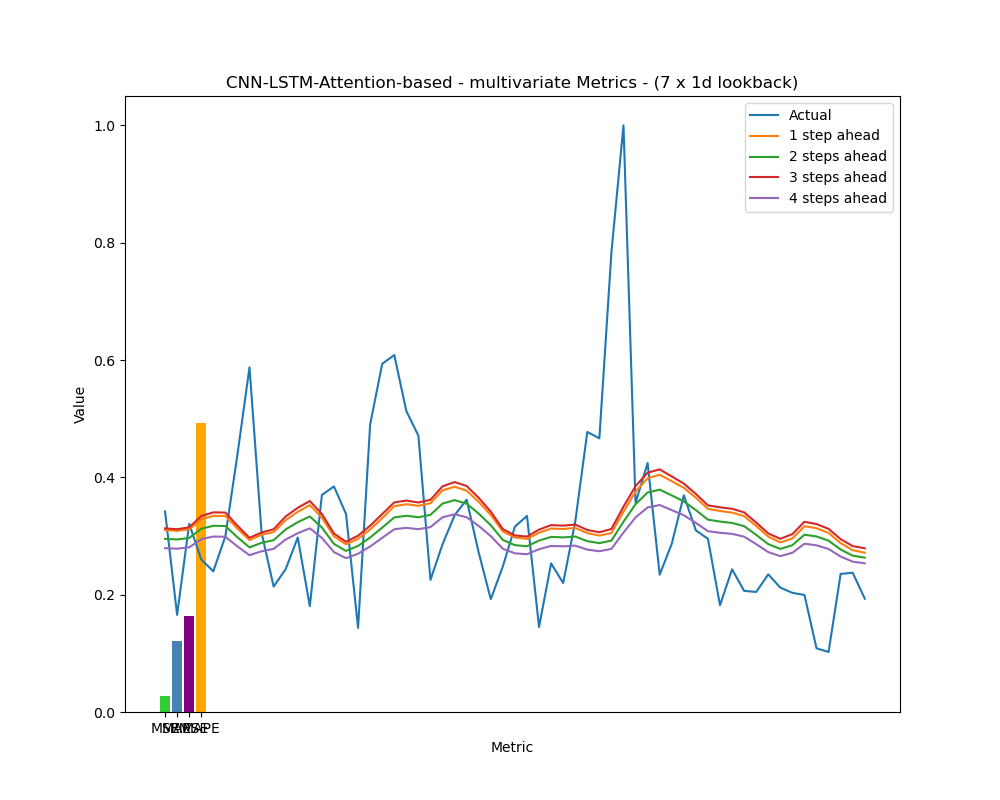 CNN-LSTM-Attention-based - multivariate Metrics - (7 x 1d lookback)
Actual
1 step ahead
2 steps ahead
3 steps ahead
4 steps ahead
1.0
0.8
0.6
0.4
0.2
0.0
Value
Metric